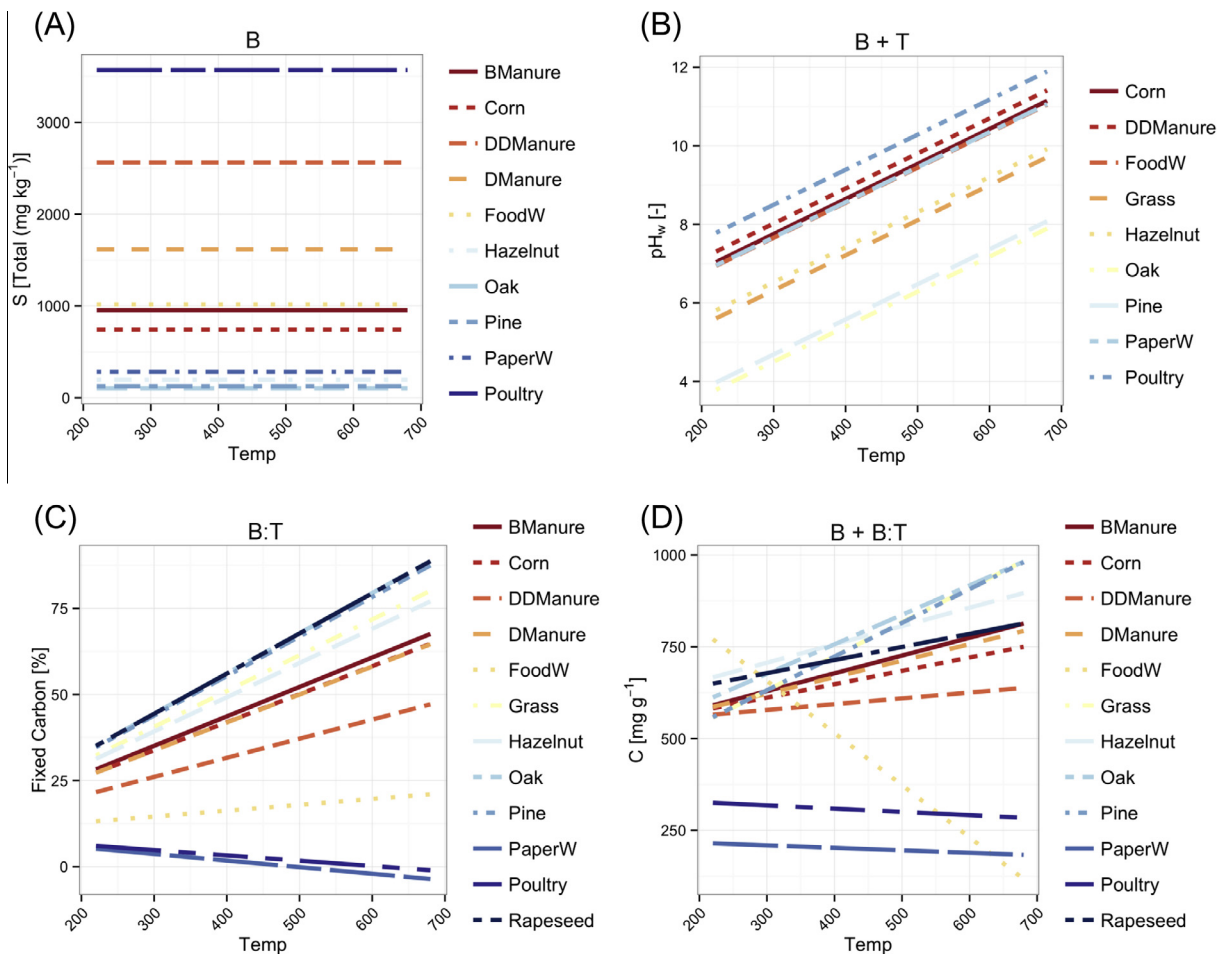 (A)
B
S [Total (mg kg⁻¹)]
3000
2000
1000
0
200
300
400
500
600
700
Temp
BManure
Corn
DDManure
DManure
FoodW
Hazelnut
Oak
Pine
PaperW
Poultry
(B)
B + T
pHw [-]
12
10
8
6
4
200
300
400
500
600
700
Temp
Corn
DDManure
FoodW
Grass
Hazelnut
Oak
Pine
PaperW
Poultry
(C)
B:T
Fixed Carbon [%]
75
50
25
0
200
300
400
500
600
700
Temp
BManure
Corn
DDManure
DManure
FoodW
Grass
Hazelnut
Oak
Pine
PaperW
Poultry
Rapeseed
(D)
B + B:T
C [mg g⁻¹]
1000
750
500
250
200
300
400
500
600
700
Temp
BManure
Corn
DDManure
DManure
FoodW
Grass
Hazelnut
Oak
Pine
PaperW
Poultry
Rapeseed